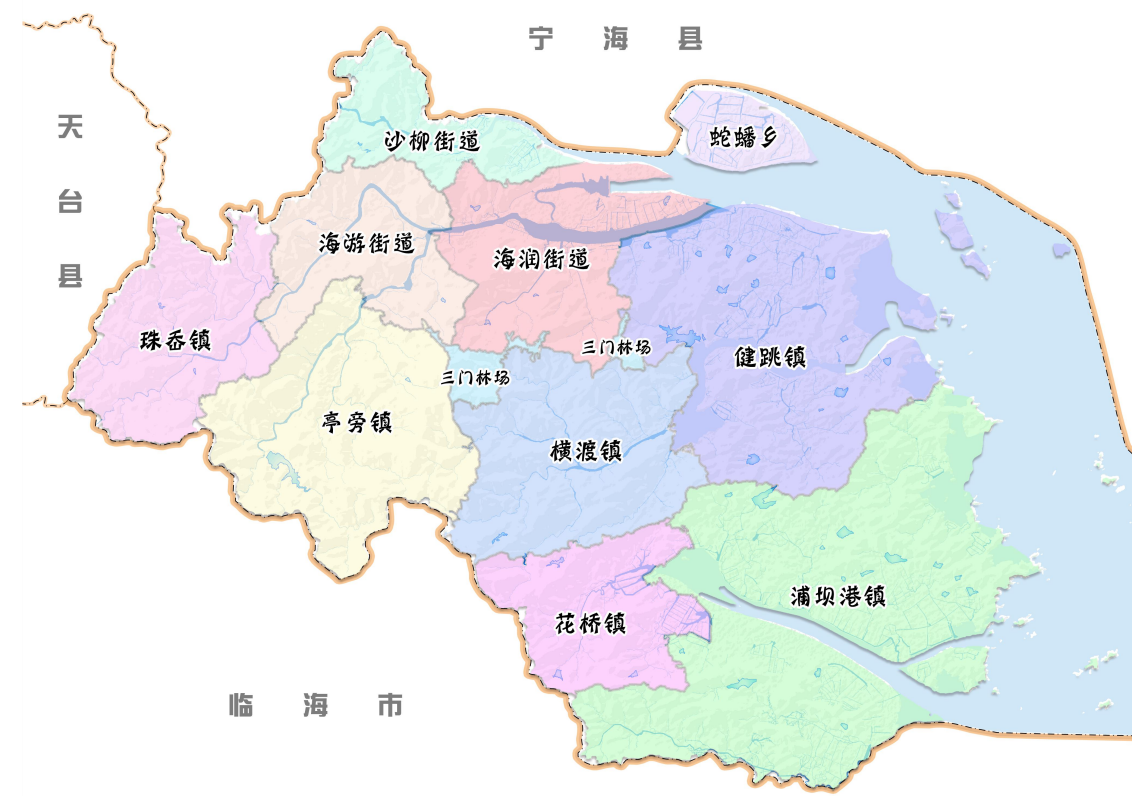 宁海县
天台县
蛇蟠乡
沙柳街道
海游街道
海润街道
珠岙镇
三门林场
健跳镇
三门林场
亭旁镇
横渡镇
浦坝港镇
花桥镇
临海市